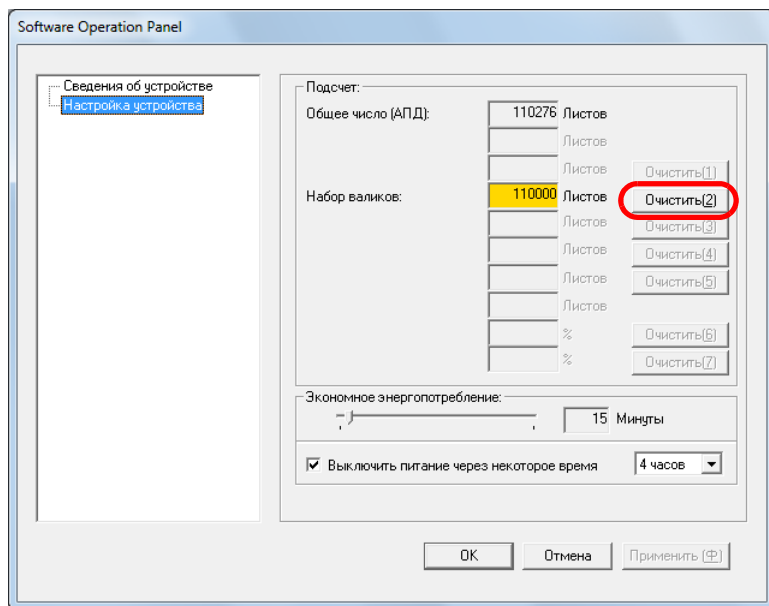 Software Operation Panel
Сведения об устройстве
Настройка устройства
Подсчет:
Общее число (АПД): 110276 Листов
Листов
Листов Очистить(1)
Набор валиков: 110000 Листов Очистить(2)
Листов Очистить(3)
Листов Очистить(4)
Листов Очистить(5)
Листов
% Очистить(6)
% Очистить(7)
Экономное энергопотребление:
15 Минуты
Выключить питание через некоторое время 4 часов
OK Отмена Применить (Ф)